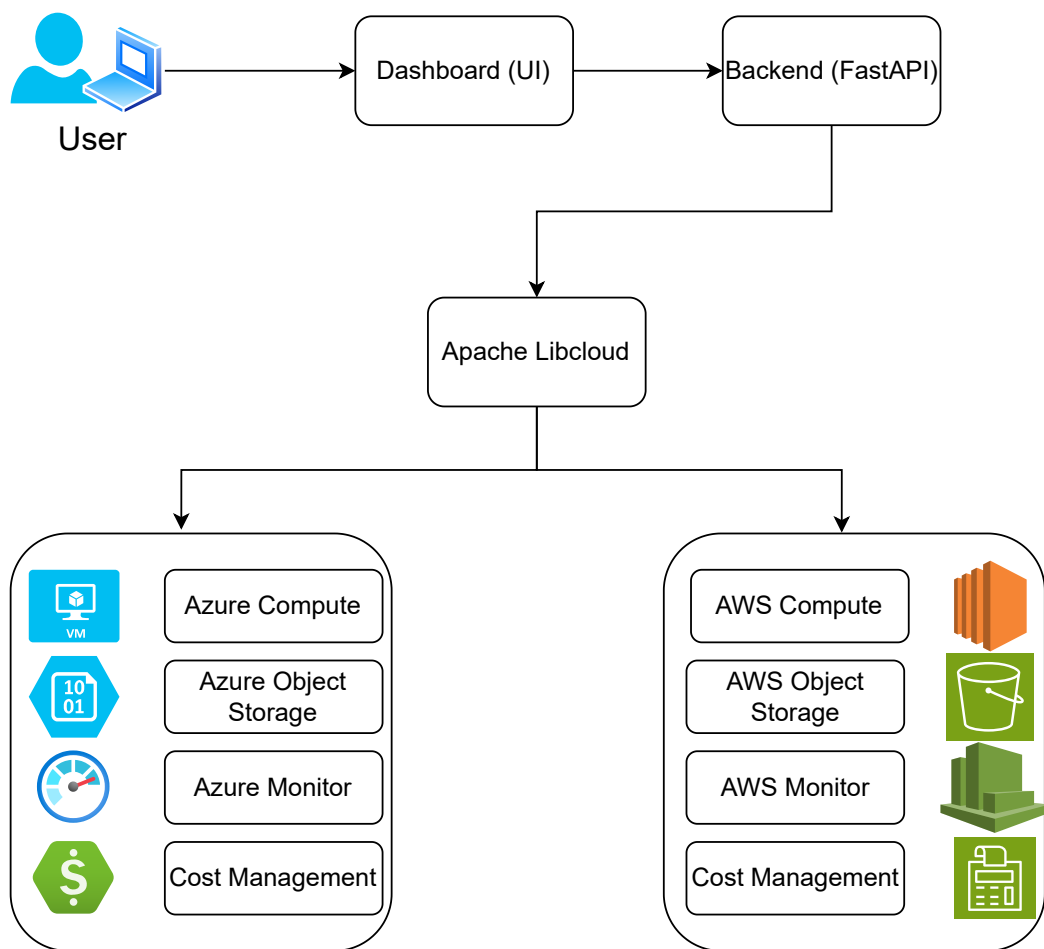 User
Dashboard (UI)
Backend (FastAPI)
Apache Libcloud
VM
Azure Compute
10
01
Azure Object
Storage
Azure Monitor
$
Cost Management
AWS Compute
AWS Object
Storage
AWS Monitor
Cost Management